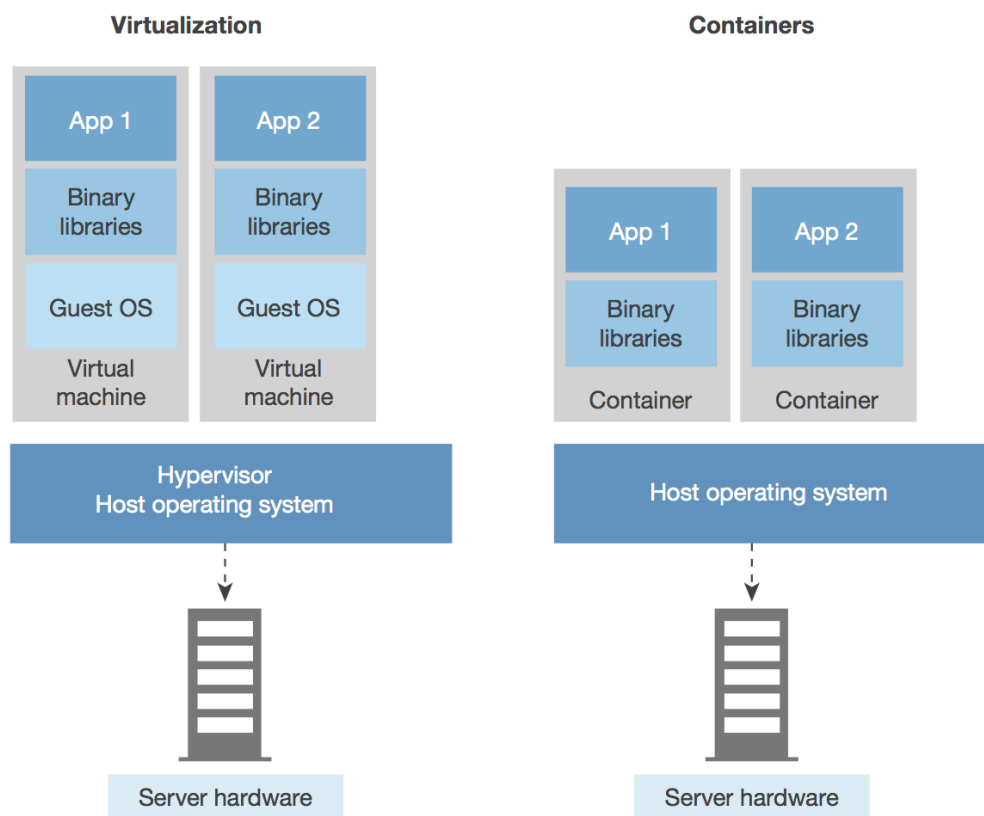 Virtualization
App 1
Binary
libraries
Guest OS
Virtual
machine
App 2
Binary
libraries
Guest OS
Virtual
machine
Hypervisor
Host operating system
Server hardware
Containers
App 1
Binary
libraries
Container
App 2
Binary
libraries
Container
Host operating system
Server hardware